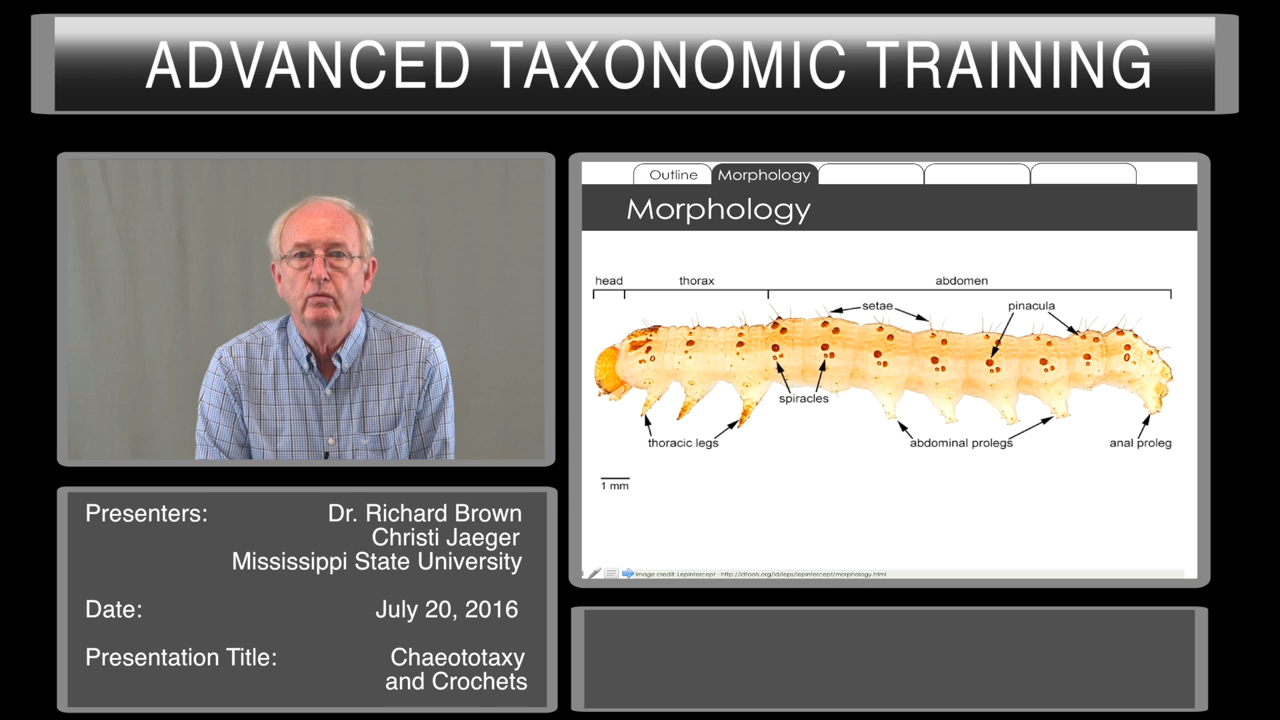 ADVANCED TAXONOMIC TRAINING
Outline
Morphology
Morphology
head
thorax
abdomen
setae
pinacula
spiracles
thoracic legs
abdominal prolegs
anal proleg
1 mm
Image credit: Lepintercept - http://idtools.org/id/leps/lepintercept/morphology.html
Presenters: Dr. Richard Brown
Christi Jaeger
Mississippi State University
Date: July 20, 2016
Presentation Title: Chaeototaxy
and Crochets